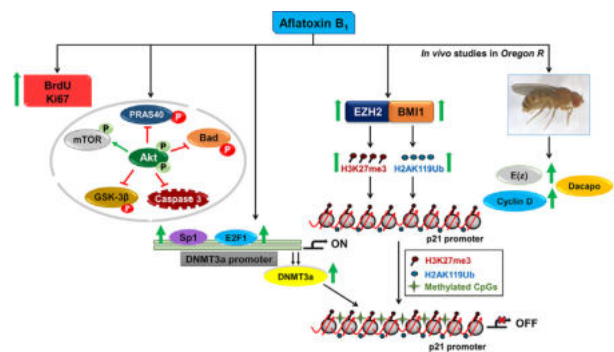 Aflatoxin B1
In vivo studies in Oregon R
BrdU
Ki67
PRAS40
P
mTOR
P
Bad
P
Akt
P
P
GSK-3β
P
Caspase 3
EZH2
BMI1
H3K27me3
H2AK119Ub
p21 promoter
E(z)
Cyclin D
Dacapo
Sp1
E2F1
ON
DNMT3a promoter
DNMT3a
H3K27me3
H2AK119Ub
Methylated CpGs
OFF
p21 promoter